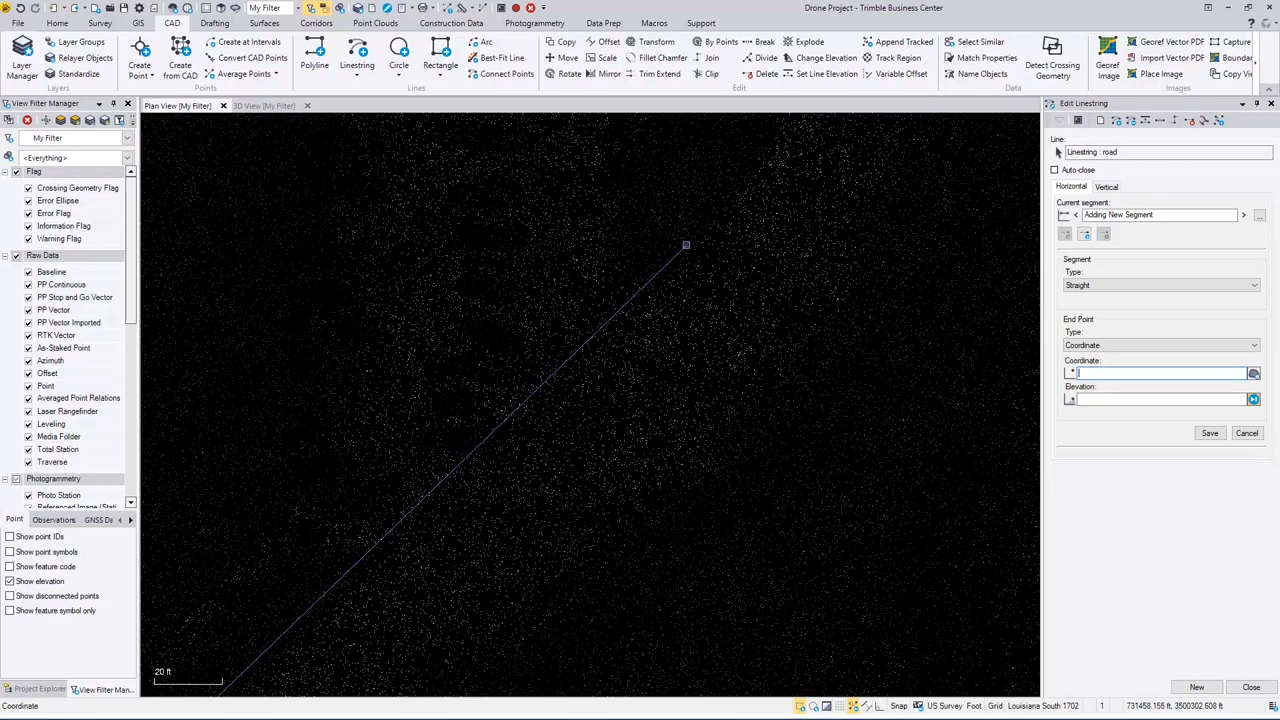 My Filter
Drone Project - Trimble Business Center
File Home Survey GIS CAD Drafting Surfaces Corridors Point Clouds Construction Data Photogrammetry Data Prep Macros Support
Layer Manager
Layer Groups
Relayer Objects
Standardize
Layers
Create Point
Create from CAD
Create at Intervals
Convert CAD Points
Average Points
Points
Polyline
Linestring
Circle
Rectangle
Arc
Best-Fit Line
Connect Points
Lines
Copy Offset Transform By Points Break Explode Append Tracked
Move Scale Fillet Chamfer Join Divide Change Elevation Track Region
Rotate Mirror Trim Extend Clip Delete Set Line Elevation Variable Offset
Edit
Select Similar
Match Properties
Name Objects
Detect Crossing Geometry
Data
Georef Image
Georef Vector PDF
Import Vector PDF
Place Image
Capture
Bounda
Copy Vi
Images
View Filter Manager
My Filter
<Everything>
Flag
Crossing Geometry Flag
Error Ellipse
Error Flag
Information Flag
Warning Flag
Raw Data
Baseline
PP Continuous
PP Stop and Go Vector
PP Vector
PP Vector Imported
RTK Vector
As-Staked Point
Azimuth
Offset
Point
Averaged Point Relations
Laser Rangefinder
Leveling
Media Folder
Total Station
Traverse
Photogrammetry
Photo Station
Referenced Image (Stati
Point Observations GNSS Da
Show point IDs
Show point symbols
Show feature code
Show elevation
Show disconnected points
Show feature symbol only
Project Explorer View Filter Man...
Plan View [My Filter] 3D View [My Filter]
20 ft
Edit Linestring
Line:
Linestring : road
Auto-close
Horizontal Vertical
Current segment:
Adding New Segment
...
Segment
Type:
Straight
End Point
Type:
Coordinate
Coordinate:
Elevation:
Save Cancel
New Close
Coordinate
Snap US Survey Foot Grid Louisiana South 1702 1 731458.155 ft, 3500302.608 ft